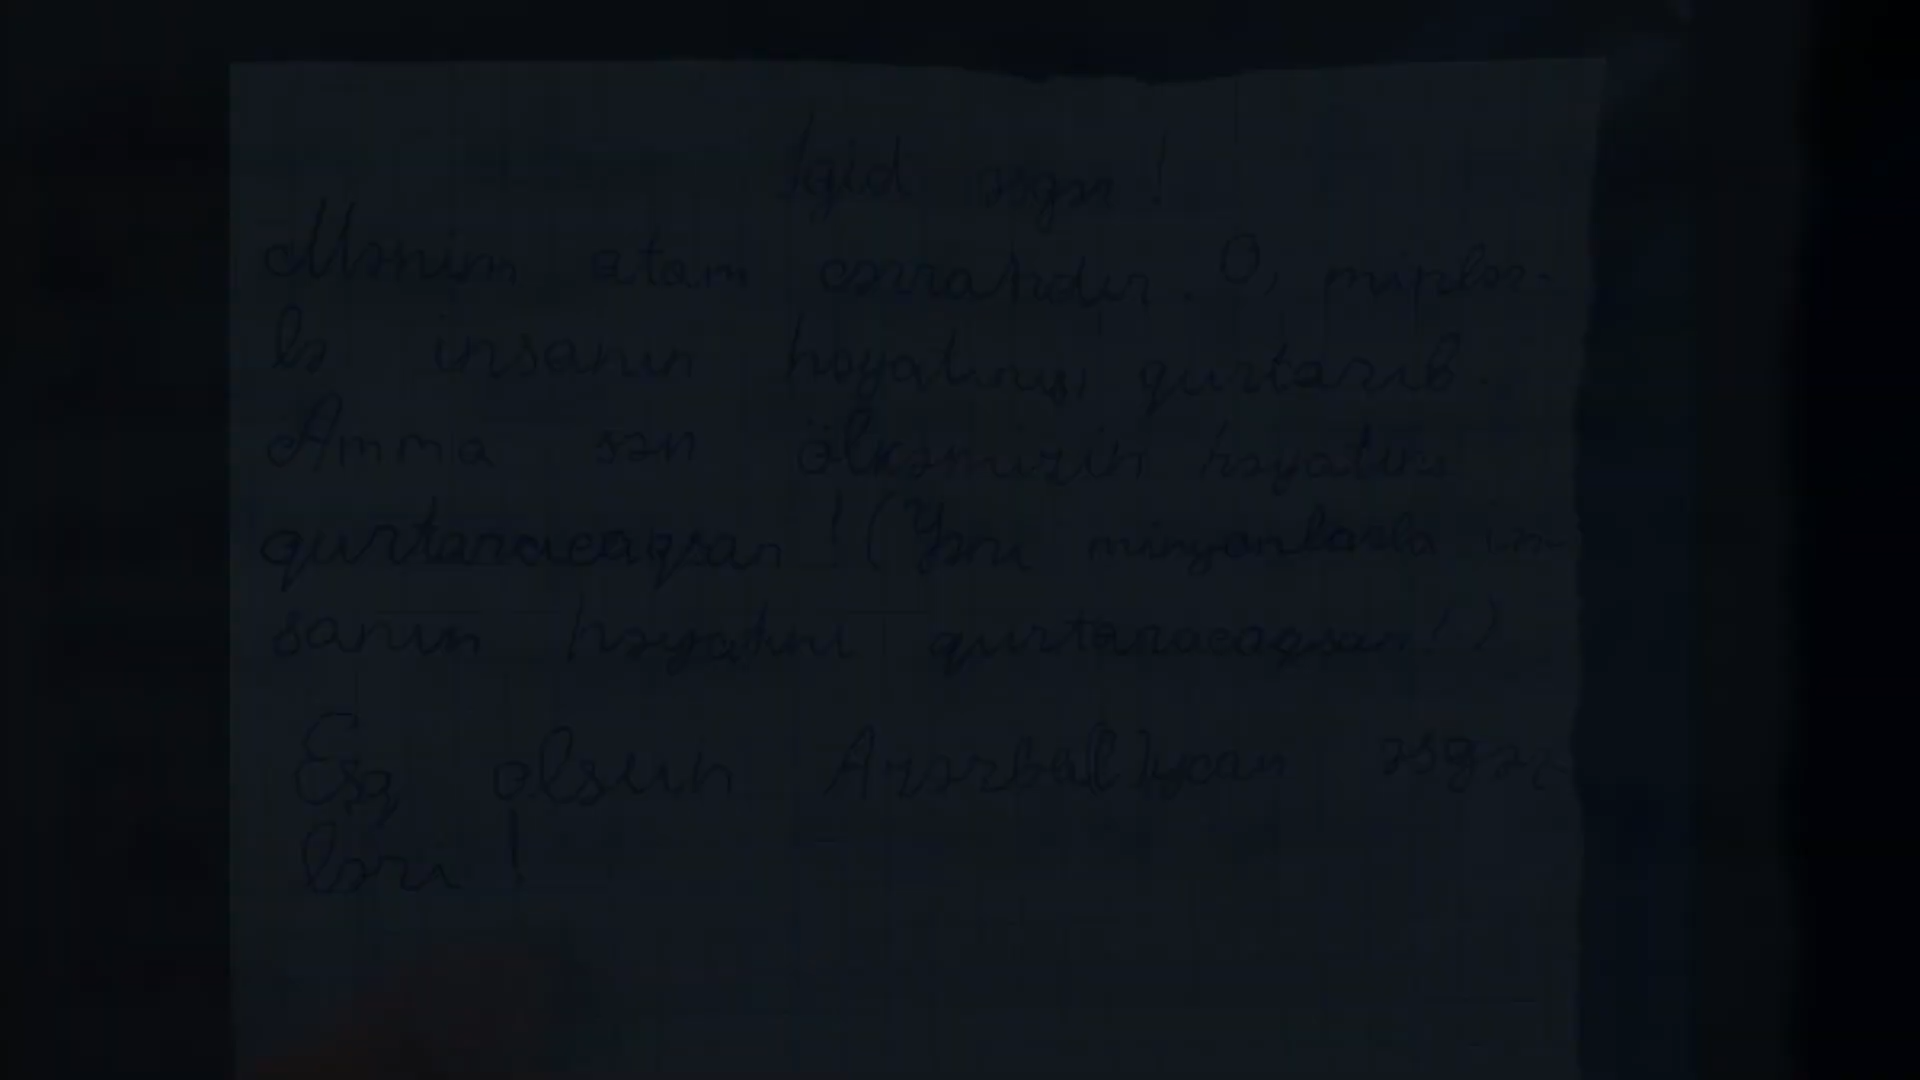 İgid əsgər!
Mənim atam cərrahdır. O, minlər-
lə insanın həyatını qurtarıb.
Amma sən ölkəmizin həyatını
qurtaracaqsan! (Yəni milyonlarla in-
sanın həyatını qurtaracaqsan!)
Eşq olsun Azərbaycan əsgər-
ləri!